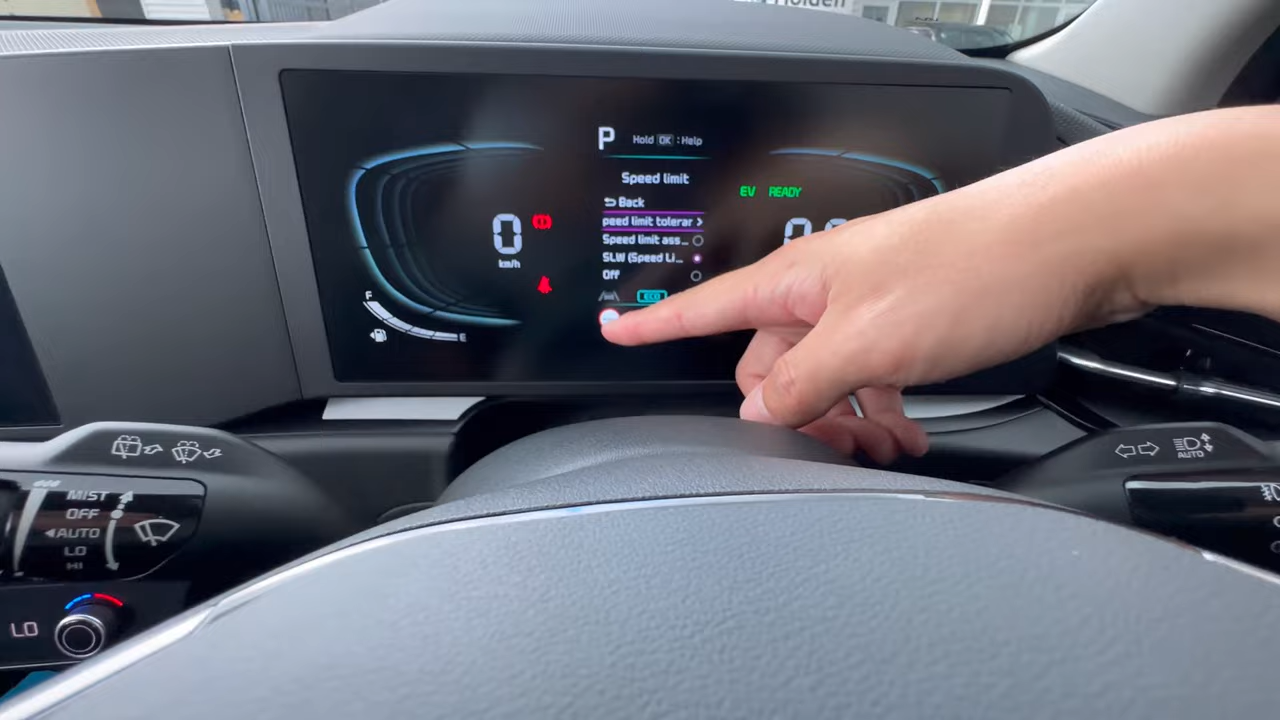 Holden
P Hold OK : Help
Speed limit
EV READY
Back
peed limit tolerar >
0
Speed limit ass...
km/h
SLW (Speed Li...
Off
ECO
F
E
MIST
OFF
AUTO
LO
HI
LO
AUTO